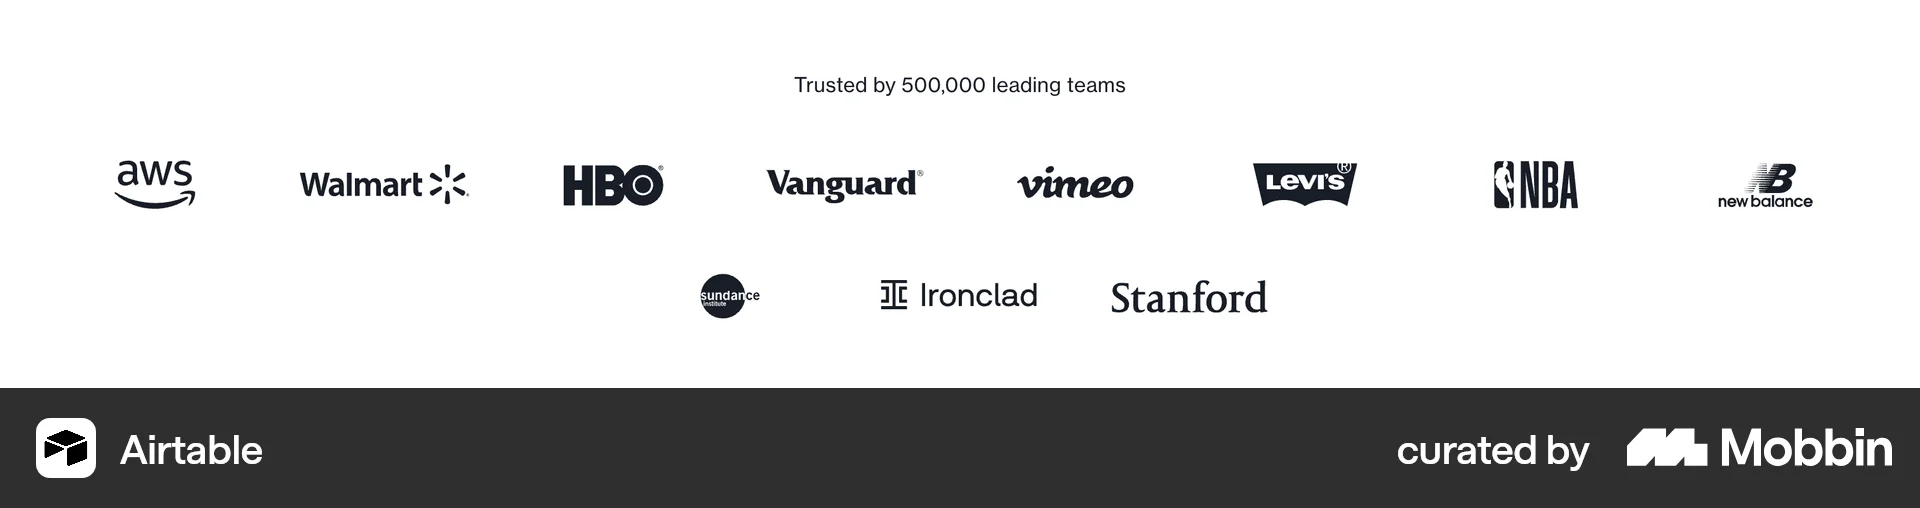 Trusted by 500,000 leading teams
aws Walmart HBO® Vanguard® vimeo Levi's® NBA NB new balance
sundance institute Ironclad Stanford
Airtable curated by Mobbin